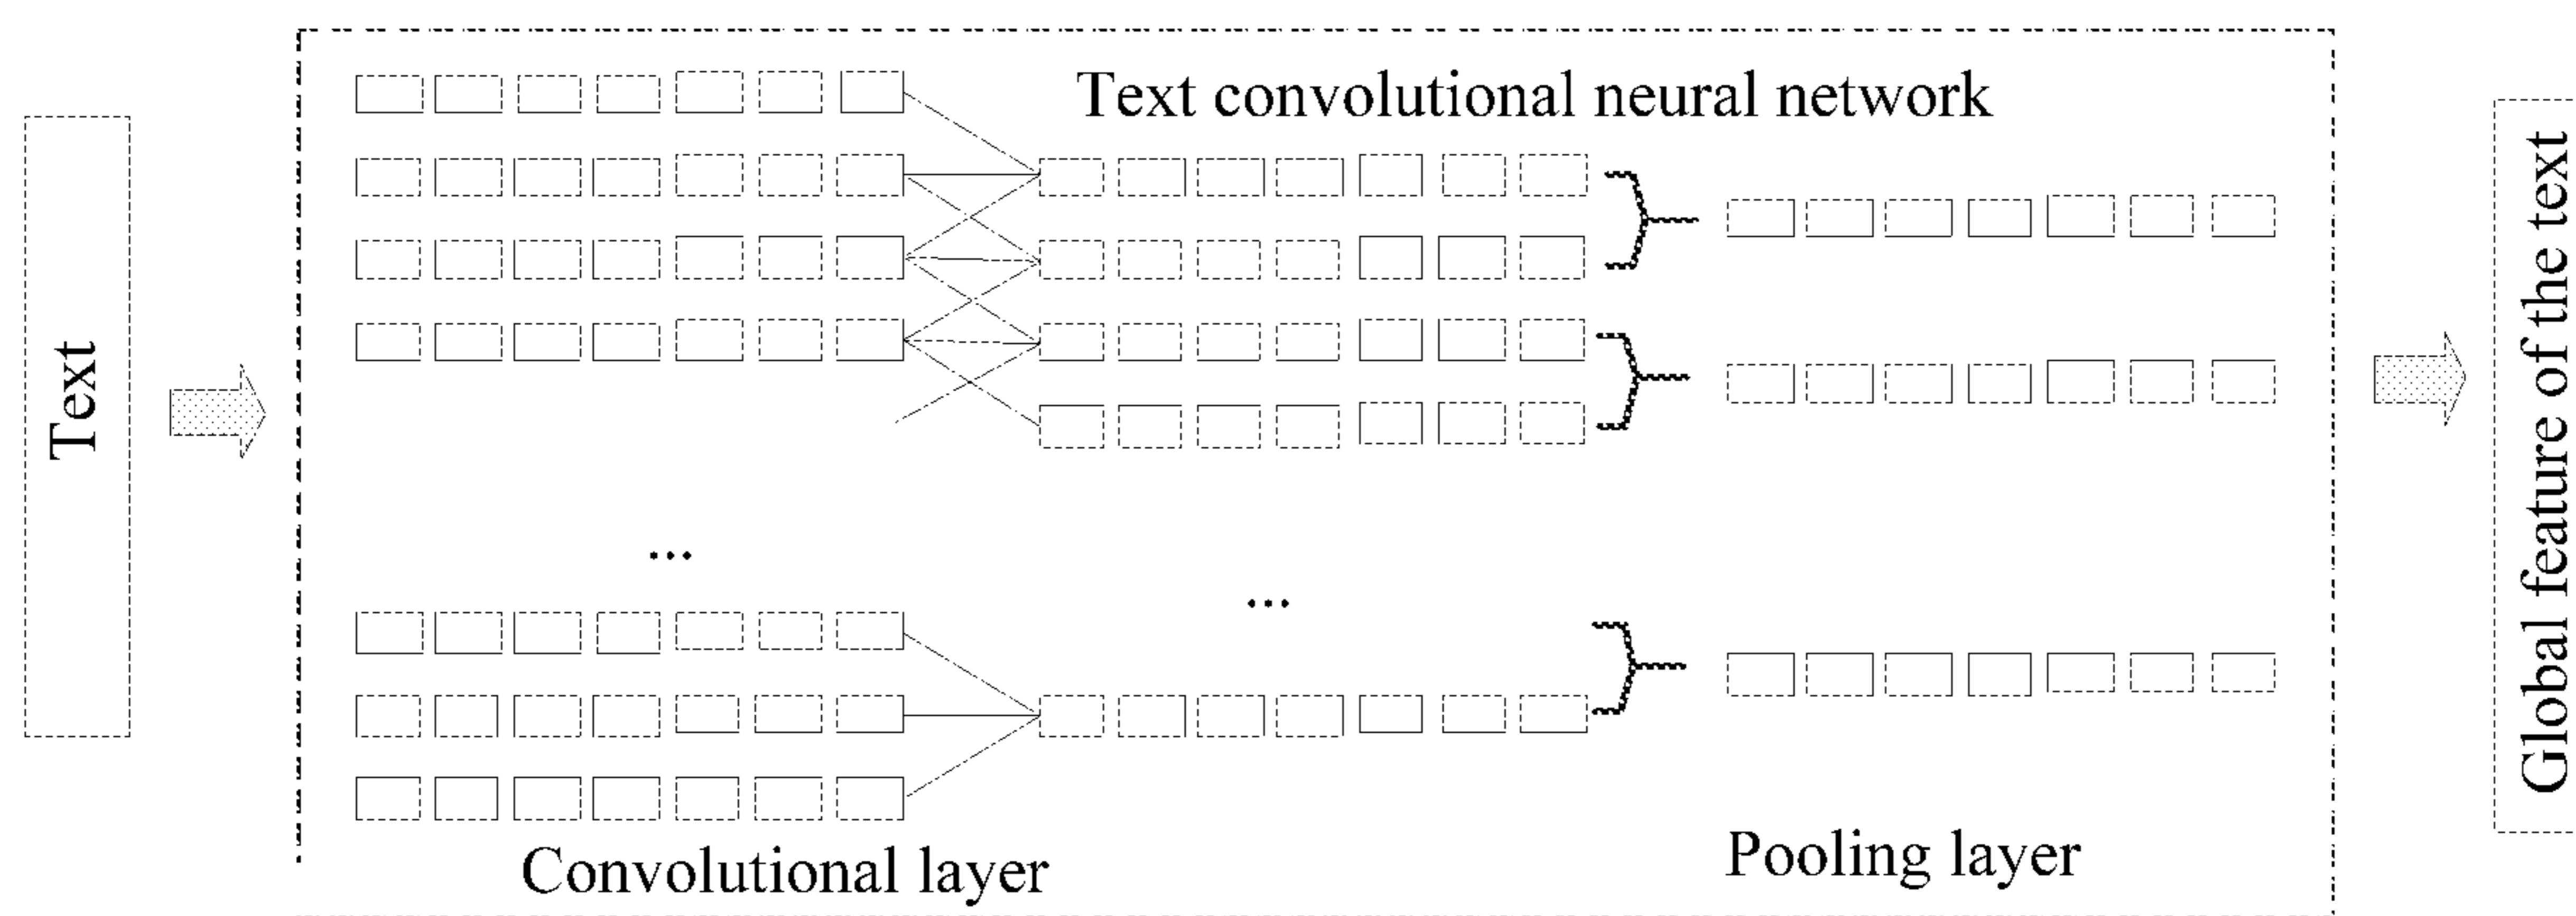 Text convolutional neural network
Text
...
...
Convolutional layer
Pooling layer
Global feature of the text